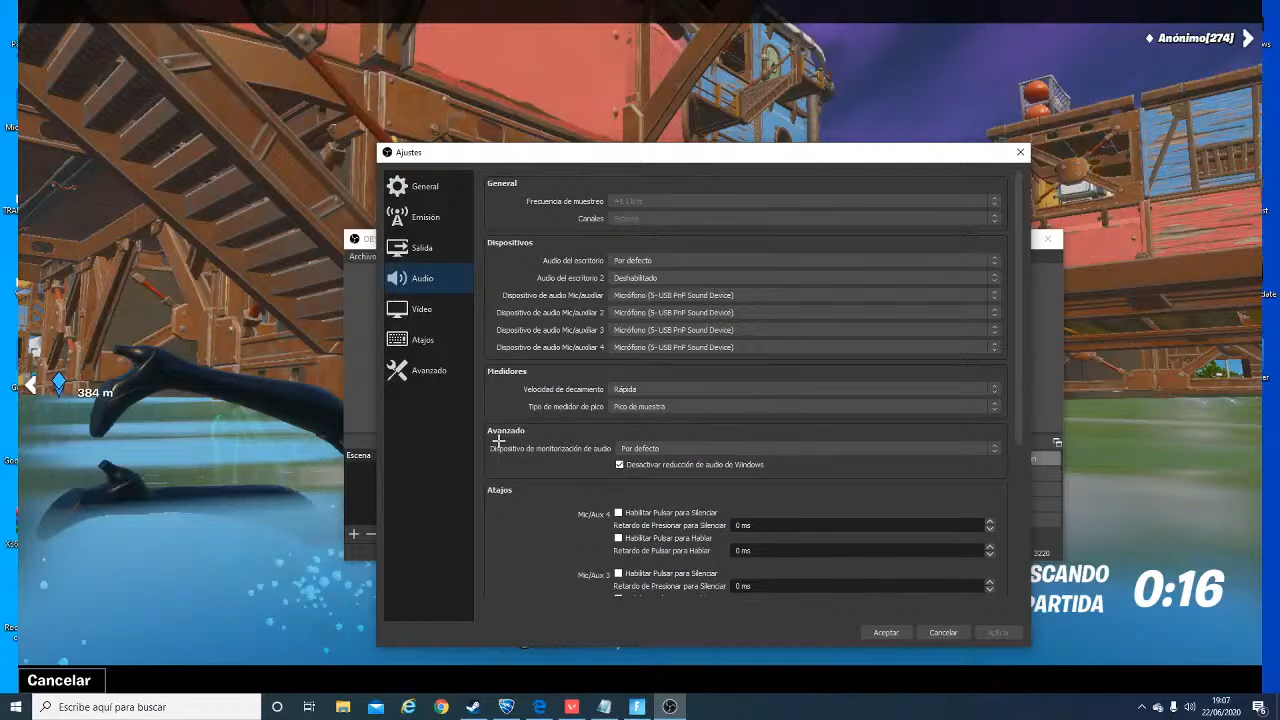 Anónimo[274]
Ajustes
General
Emisión
Salida
Audio
Vídeo
Atajos
Avanzado
General
Frecuencia de muestreo
Canales
Dispositivos
Audio del escritorio Por defecto
Audio del escritorio 2 Deshabilitado
Dispositivo de audio Mic/auxiliar Micrófono (5- USB PnP Sound Device)
Dispositivo de audio Mic/auxiliar 2 Micrófono (5- USB PnP Sound Device)
Dispositivo de audio Mic/auxiliar 3 Micrófono (5- USB PnP Sound Device)
Dispositivo de audio Mic/auxiliar 4 Micrófono (5- USB PnP Sound Device)
Medidores
Velocidad de decaimiento Rápida
Tipo de medidor de pico Pico de muestra
Avanzado
Dispositivo de monitorización de audio Por defecto
Desactivar reducción de audio de Windows
Atajos
Mic/Aux 4 Habilitar Pulsar para Silenciar
Retardo de Presionar para Silenciar 0 ms
Habilitar Pulsar para Hablar
Retardo de Pulsar para Hablar 0 ms
Mic/Aux 3 Habilitar Pulsar para Silenciar
Retardo de Presionar para Silenciar 0 ms
Aceptar Cancelar Aplicar
Archivo
Escena
3220
384 m
SCANDO
PARTIDA
0:16
Cancelar
Escribe aquí para buscar
19:07
22/06/2020